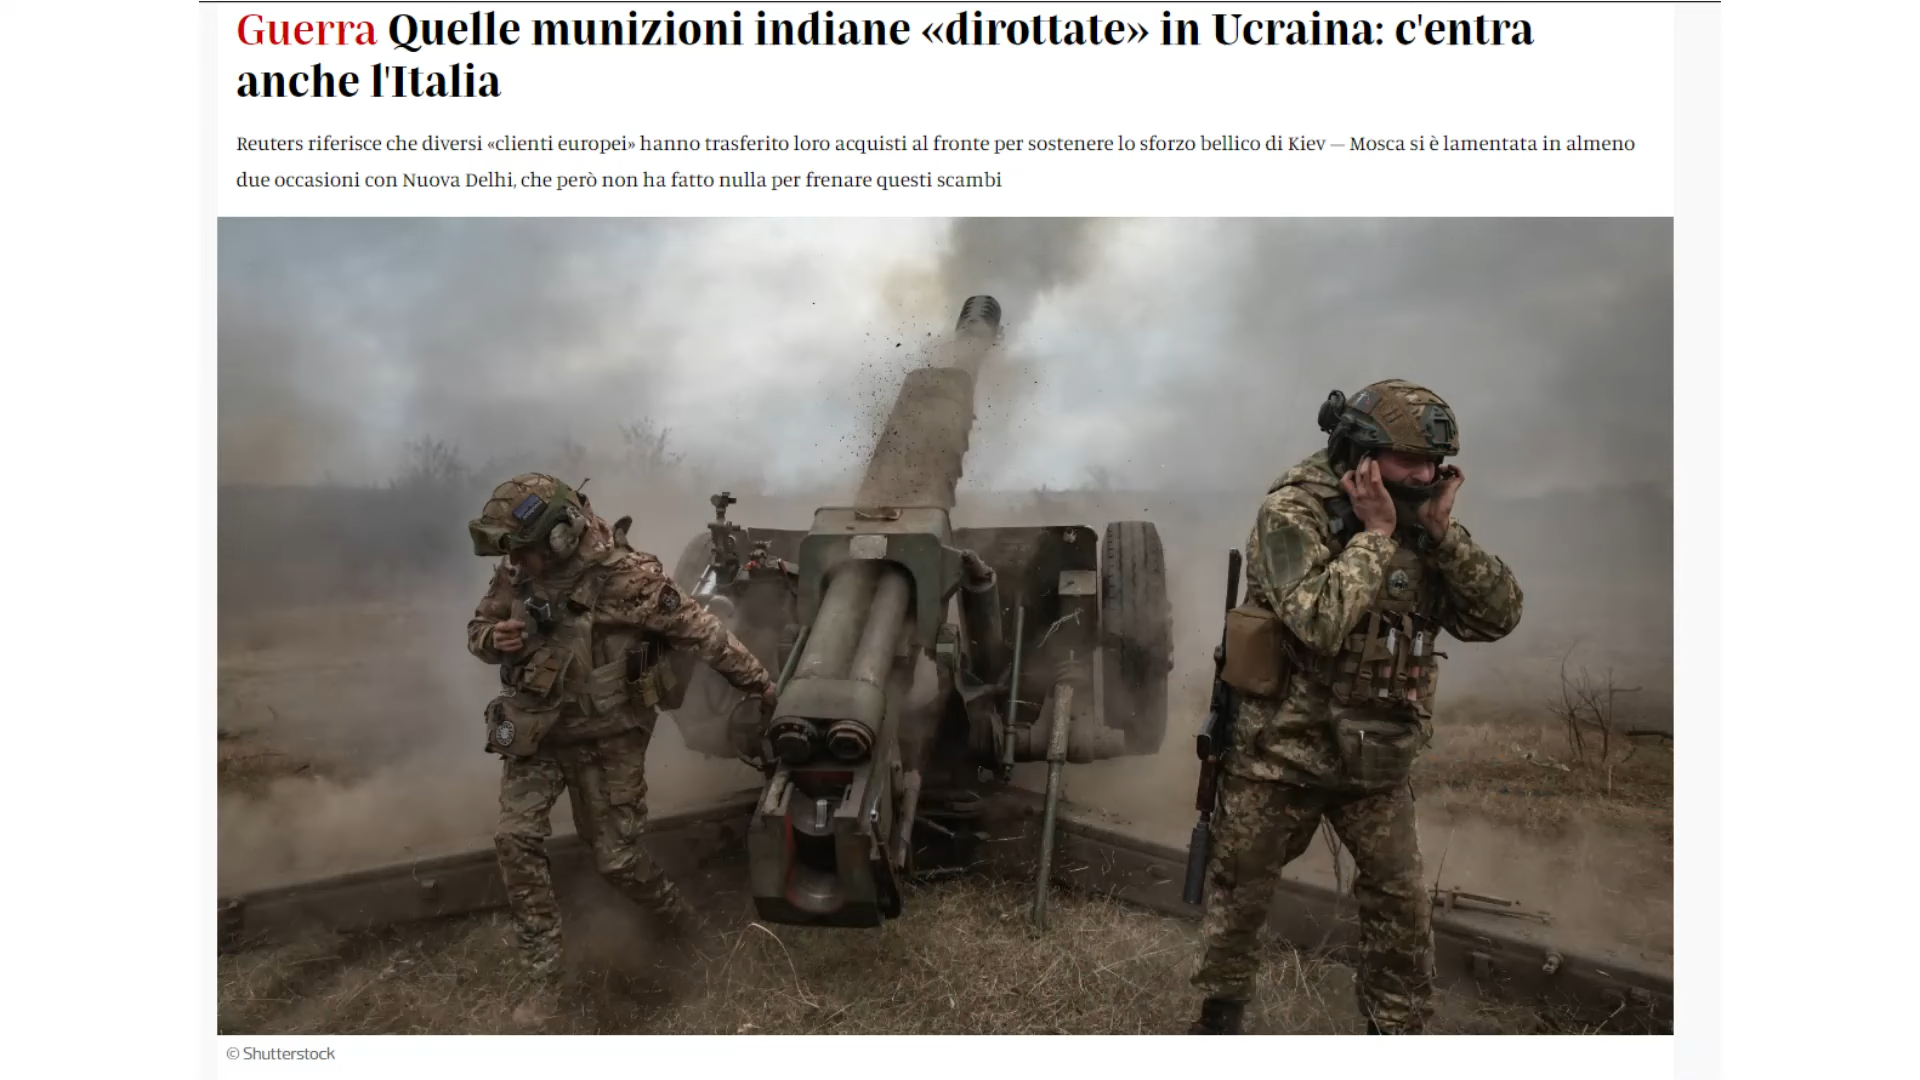 Guerra Quelle munizioni indiane «dirottate» in Ucraina: c'entra
anche l'Italia
Reuters riferisce che diversi «clienti europei» hanno trasferito loro acquisti al fronte per sostenere lo sforzo bellico di Kiev — Mosca si è lamentata in almeno
due occasioni con Nuova Delhi, che però non ha fatto nulla per frenare questi scambi
© Shutterstock